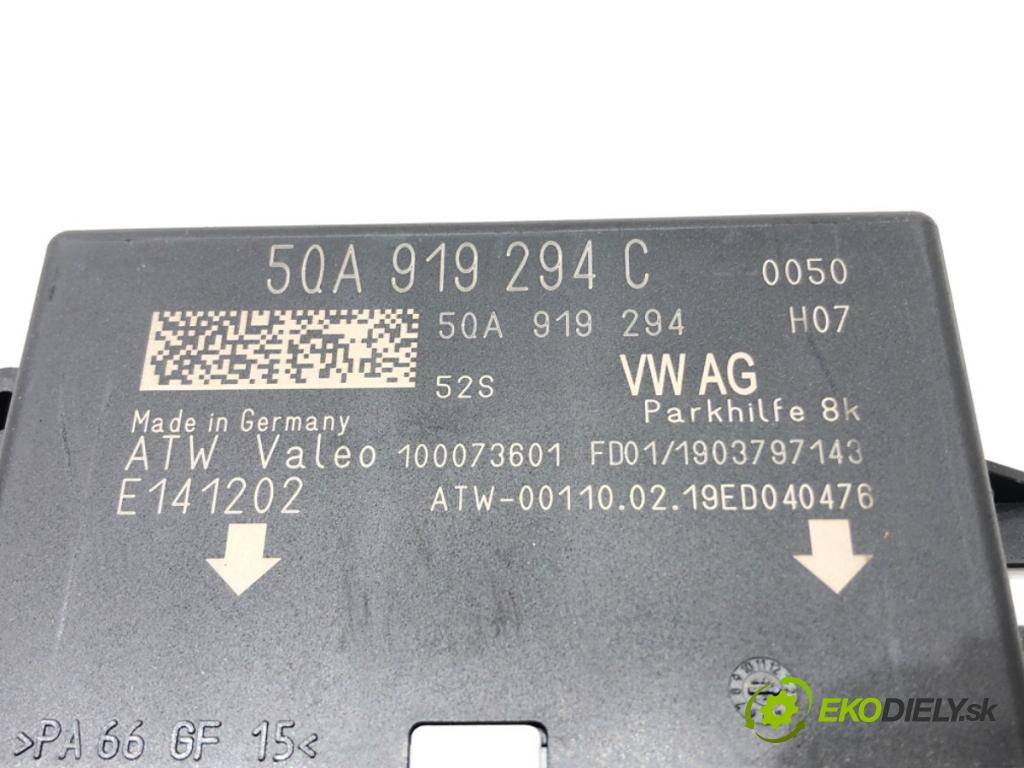 5QA 919 294 C 0050
5QA 919 294 H07
52S VW AG
Parkhilfe 8k
Made in Germany
ATW Valeo 100073601 FD01/1903797143
E141202 ATW-00110.02.19ED040476
>PA 66 GF 15<
EKODIELY.sk